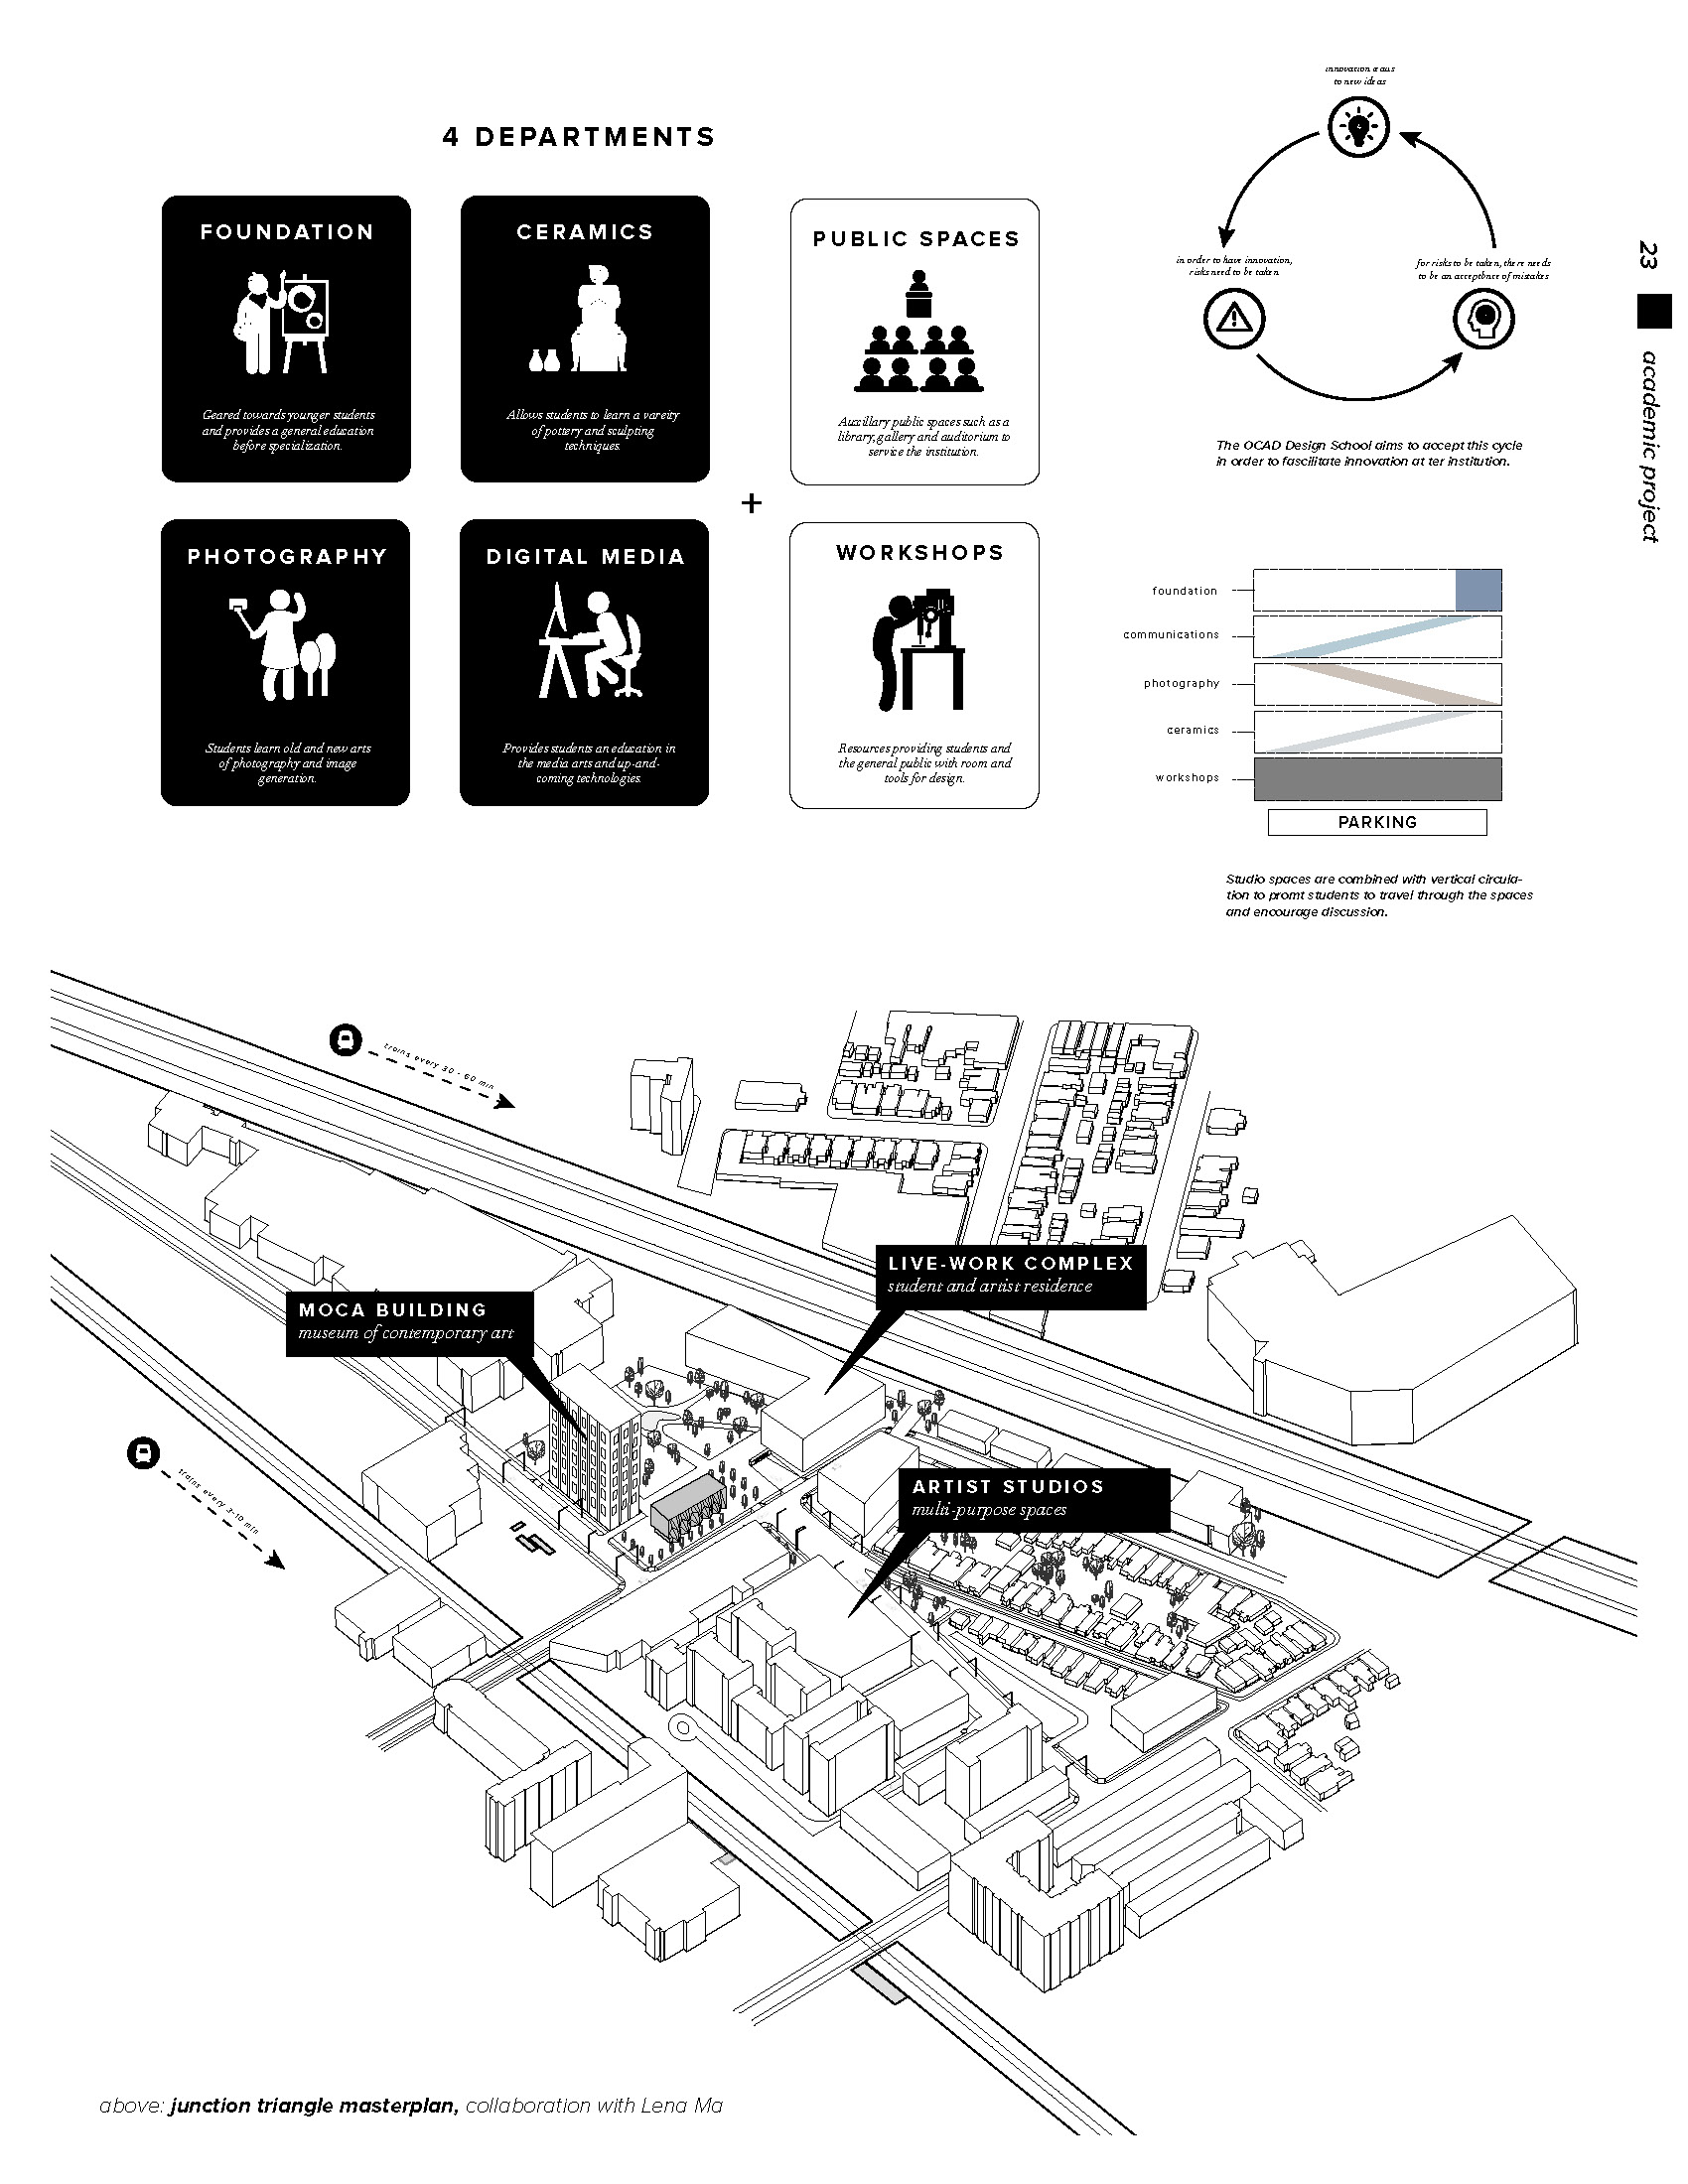 4 DEPARTMENTS
FOUNDATION
Geared towards younger students
and provides a general education
before specialization.
CERAMICS
Allows students to learn a vareity
of pottery and sculpting
techniques.
PUBLIC SPACES
Auxillary public spaces such as a
library, gallery and auditorium to
service the institution.
+
PHOTOGRAPHY
Students learn old and new arts
of photography and image
generation.
DIGITAL MEDIA
Provides students an education in
the media arts and up-and-
coming technologies.
WORKSHOPS
Resources providing students and
the general public with room and
tools for design.
to new ideas
in order to have innovation,
risks need to be taken
for risks to be taken, there needs
to be an acceptance of mistakes
The OCAD Design School aims to accept this cycle
in order to fascilitate innovation at ter institution.
23
academic project
foundation
communications
photography
ceramics
workshops
PARKING
Studio spaces are combined with vertical circula-
tion to promt students to travel through the spaces
and encourage discussion.
trains every 30 - 60 min
LIVE-WORK COMPLEX
student and artist residence
MOCA BUILDING
museum of contemporary art
ARTIST STUDIOS
multi-purpose spaces
trains every 3-10 min
above: junction triangle masterplan, collaboration with Lena Ma